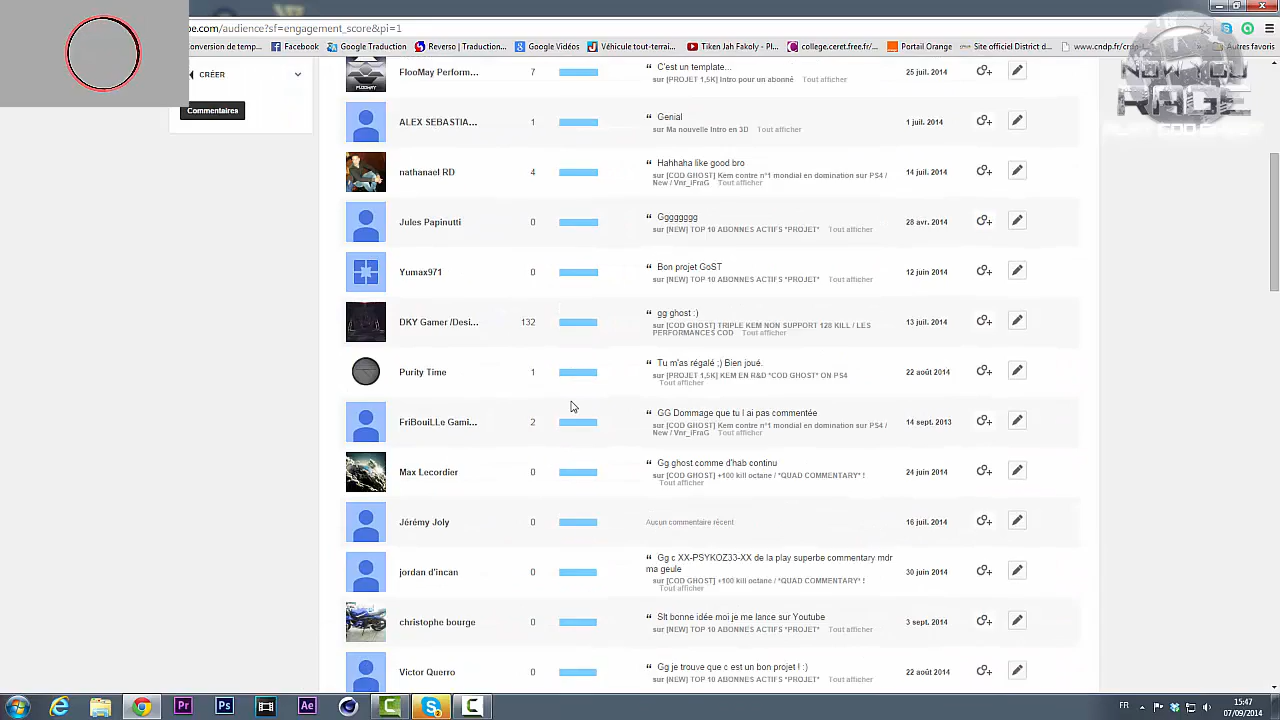 be.com/audience?sf=engagement_score&pi=1
onversion de temp... Facebook Google Traduction Reverso | Traduction... Google Vidéos Véhicule tout-terrai... Tiken Jah Fakoly - ... college.ceret.free.fr/... Portail Orange Site officiel District d... www.cndp.fr/cr Autres favoris
CRÉER
Commentaires
NOW YOU
RAGE
FlooMay Perform... 7 C'est un template...
sur [PROJET 1,5K] Intro pour un abonné Tout afficher 25 juil. 2014
ALEX SEBASTIA... 1 Genial
sur Ma nouvelle Intro en 3D Tout afficher 1 juil. 2014
nathanael RD 4 Hahhaha like good bro
sur [COD GHOST] Kem contre n°1 mondial en domination sur PS4 /
New / Vnr_iFraG Tout afficher 14 juil. 2014
Jules Papinutti 0 Gggggggg
sur [NEW] TOP 10 ABONNES ACTIFS *PROJET* Tout afficher 28 avr. 2014
Yumax971 0 Bon projet GoST
sur [NEW] TOP 10 ABONNES ACTIFS *PROJET* Tout afficher 12 juin 2014
DKY Gamer /Desi... 132 gg ghost :)
sur [COD GHOST] TRIPLE KEM NON SUPPORT 128 KILL / LES
PERFORMANCES COD Tout afficher 13 juil. 2014
Purity Time 1 Tu m'as régalé ;) Bien joué.
sur [PROJET 1,5K] KEM EN R&D *COD GHOST* ON PS4
Tout afficher 22 août 2014
FriBouiLLe Gami... 2 GG Dommage que tu l ai pas commentée
sur [COD GHOST] Kem contre n°1 mondial en domination sur PS4 /
New / Vnr_iFraG Tout afficher 14 sept. 2013
Max Lecordier 0 Gg ghost comme d'hab continu
sur [COD GHOST] +100 kill octane / *QUAD COMMENTARY* !
Tout afficher 24 juin 2014
Jérémy Joly 0 Aucun commentaire récent 16 juil. 2014
jordan d'incan 0 Gg c XX-PSYKOZ33-XX de la play superbe commentary mdr
ma geule
sur [COD GHOST] +100 kill octane / *QUAD COMMENTARY* !
Tout afficher 30 juin 2014
christophe bourge 0 Slt bonne idée moi je me lance sur Youtube
sur [NEW] TOP 10 ABONNES ACTIFS *PROJET* Tout afficher 3 sept. 2014
Victor Querro 0 Gg je trouve que c est un bon projet ! :)
sur [NEW] TOP 10 ABONNES ACTIFS *PROJET* Tout afficher 22 août 2014
Pr Ps Ae
FR 15:47
07/09/2014